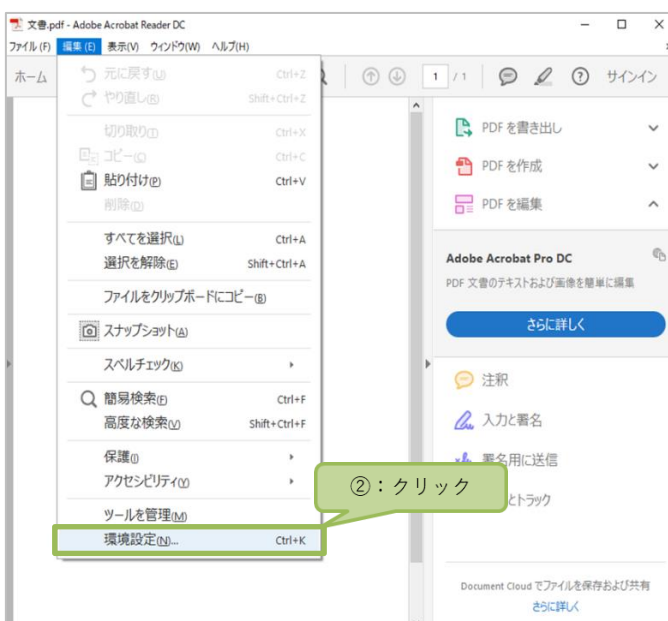 文書.pdf - Adobe Acrobat Reader DC
ファイル(F) 編集(E) 表示(V) ウィンドウ(W) ヘルプ(H)
ホーム 1 / 1 サインイン
元に戻す(U) Ctrl+Z
やり直し(R) Shift+Ctrl+Z
切り取り(T) Ctrl+X
コピー(C) Ctrl+C
貼り付け(P) Ctrl+V
削除(D)
すべてを選択(L) Ctrl+A
選択を解除(E) Shift+Ctrl+A
ファイルをクリップボードにコピー(B)
スナップショット(A)
スペルチェック(K)
簡易検索(F) Ctrl+F
高度な検索(V) Shift+Ctrl+F
保護(I)
アクセシビリティ(Y)
ツールを管理(M)
環境設定(N)... Ctrl+K
②：クリック
PDF を書き出し
PDF を作成
PDF を編集
Adobe Acrobat Pro DC
PDF 文書のテキストおよび画像を簡単に編集
さらに詳しく
注釈
入力と署名
署名用に送信
とトラック
Document Cloud でファイルを保存および共有
さらに詳しく